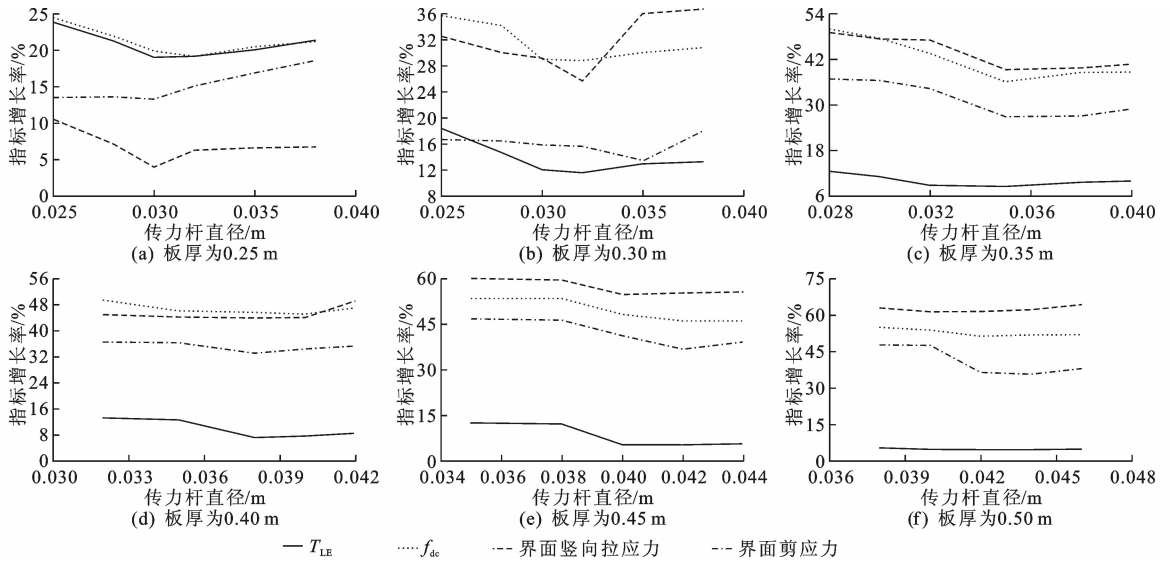 指标增长率/%
25
20
15
10
5
0
0.025 0.030 0.035 0.040
传力杆直径/m
(a) 板厚为0.25 m
指标增长率/%
36
32
28
24
20
16
12
8
0.025 0.030 0.035 0.040
传力杆直径/m
(b) 板厚为0.30 m
指标增长率/%
54
42
30
18
6
0.028 0.032 0.036 0.040
传力杆直径/m
(c) 板厚为0.35 m
指标增长率/%
56
48
40
32
24
16
8
0
0.030 0.033 0.036 0.039 0.042
传力杆直径/m
(d) 板厚为0.40 m
指标增长率/%
60
45
30
15
0
0.034 0.036 0.038 0.040 0.042 0.044
传力杆直径/m
(e) 板厚为0.45 m
指标增长率/%
75
60
45
30
15
0
0.036 0.039 0.042 0.045 0.048
传力杆直径/m
(f) 板厚为0.50 m
TLE fdc 界面竖向拉应力 界面剪应力